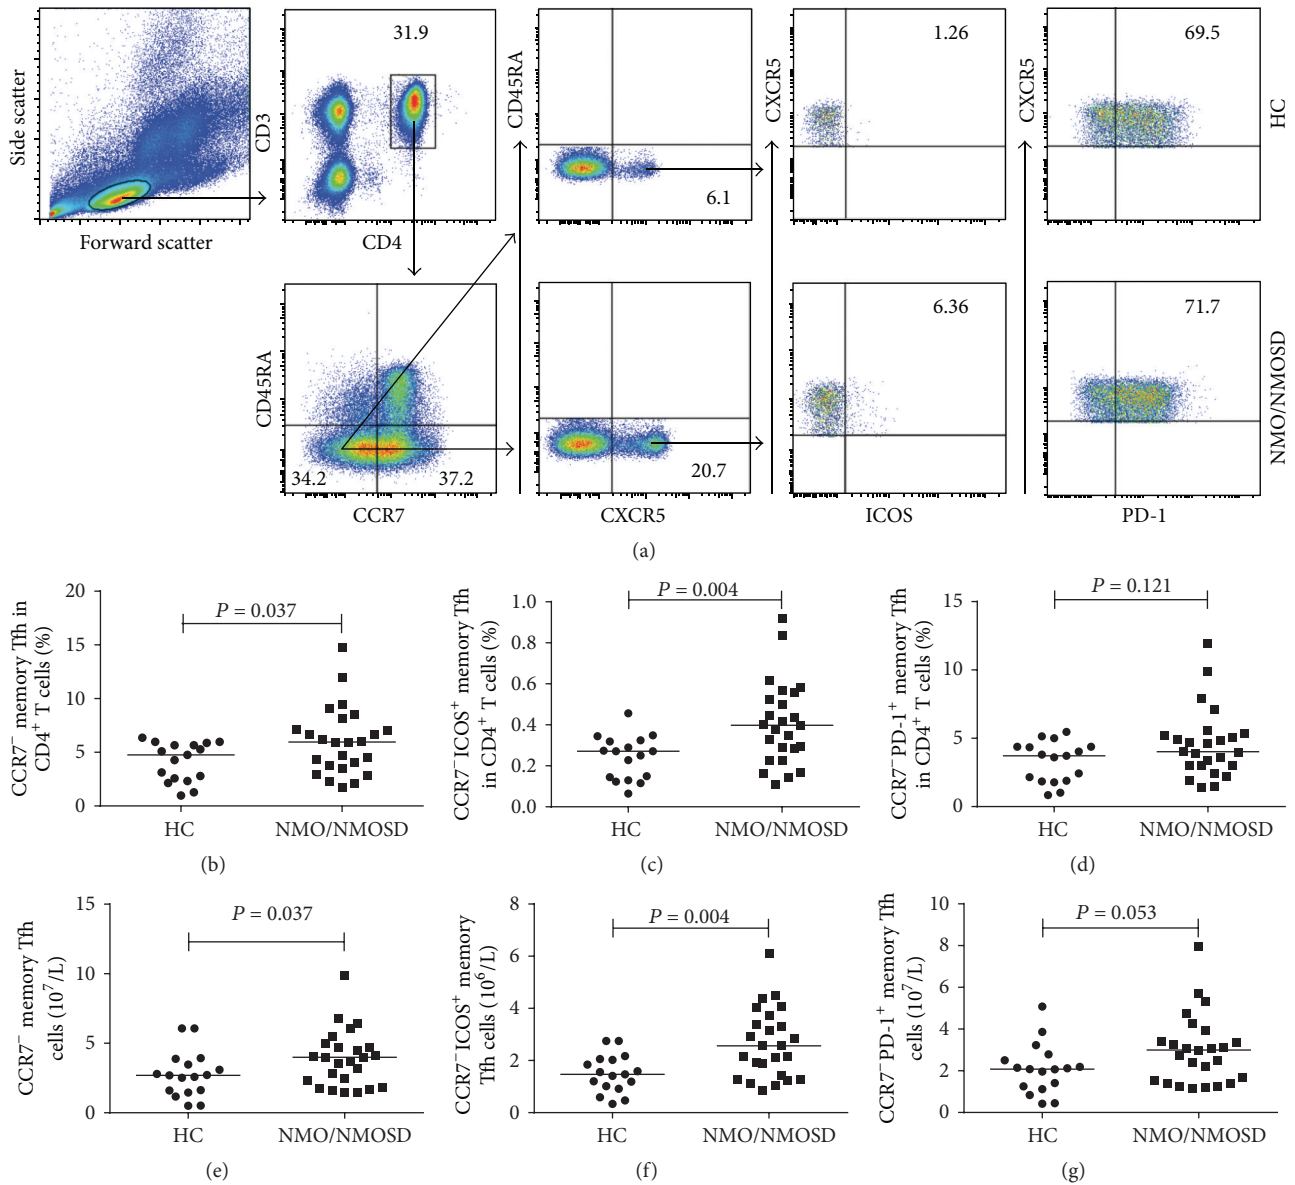 Side scatter
Forward scatter
CD3
31.9
CD4
CD45RA
6.1
CXCR5
1.26
CXCR5
69.5
HC
CD45RA
34.2
37.2
CCR7
20.7
CXCR5
6.36
ICOS
71.7
PD-1
NMO/NMOSD
(a)
CCR7⁻ memory Tfh in
CD4⁺ T cells (%)
20
15
10
5
0
P = 0.037
HC
NMO/NMOSD
(b)
CCR7⁻ICOS⁺ memory Tfh
in CD4⁺ T cells (%)
1.0
0.8
0.6
0.4
0.2
0.0
P = 0.004
HC
NMO/NMOSD
(c)
CCR7⁻PD-1⁺ memory Tfh
in CD4⁺ T cells (%)
15
10
5
0
P = 0.121
HC
NMO/NMOSD
(d)
CCR7⁻ memory Tfh
cells (10⁷/L)
15
10
5
0
P = 0.037
HC
NMO/NMOSD
(e)
CCR7⁻ICOS⁺ memory
Tfh cells (10⁶/L)
8
6
4
2
0
P = 0.004
HC
NMO/NMOSD
(f)
CCR7⁻PD-1⁺ memory Tfh
cells (10⁷/L)
10
8
6
4
2
0
P = 0.053
HC
NMO/NMOSD
(g)